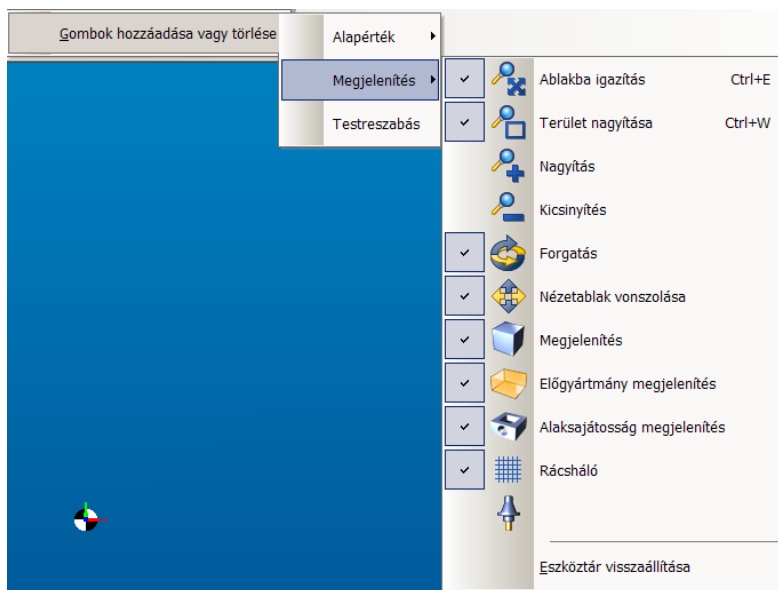 Gombok hozzáadása vagy törlése
Alapérték
Megjelenítés
Testreszabás
Ablakba igazítás Ctrl+E
Terület nagyítása Ctrl+W
Nagyítás
Kicsinyítés
Forgatás
Nézetablak vonszolása
Megjelenítés
Előgyártmány megjelenítés
Alaksajátosság megjelenítés
Rácsháló
Eszköztár visszaállítása